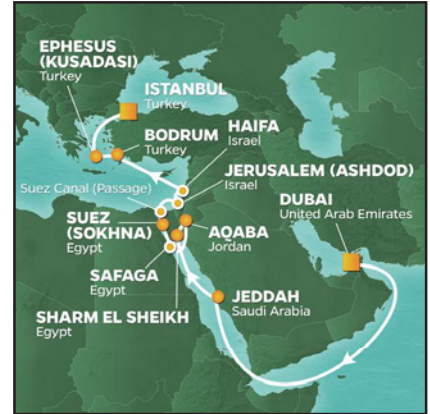 EPHESUS
(KUSADASI)
Turkey
ISTANBUL
Turkey
BODRUM
Turkey
HAIFA
Israel
JERUSALEM (ASHDOD)
Israel
Suez Canal (Passage)
DUBAI
United Arab Emirates
SUEZ
(SOKHNA)
Egypt
AQABA
Jordan
SAFAGA
Egypt
SHARM EL SHEIKH
Egypt
JEDDAH
Saudi Arabia